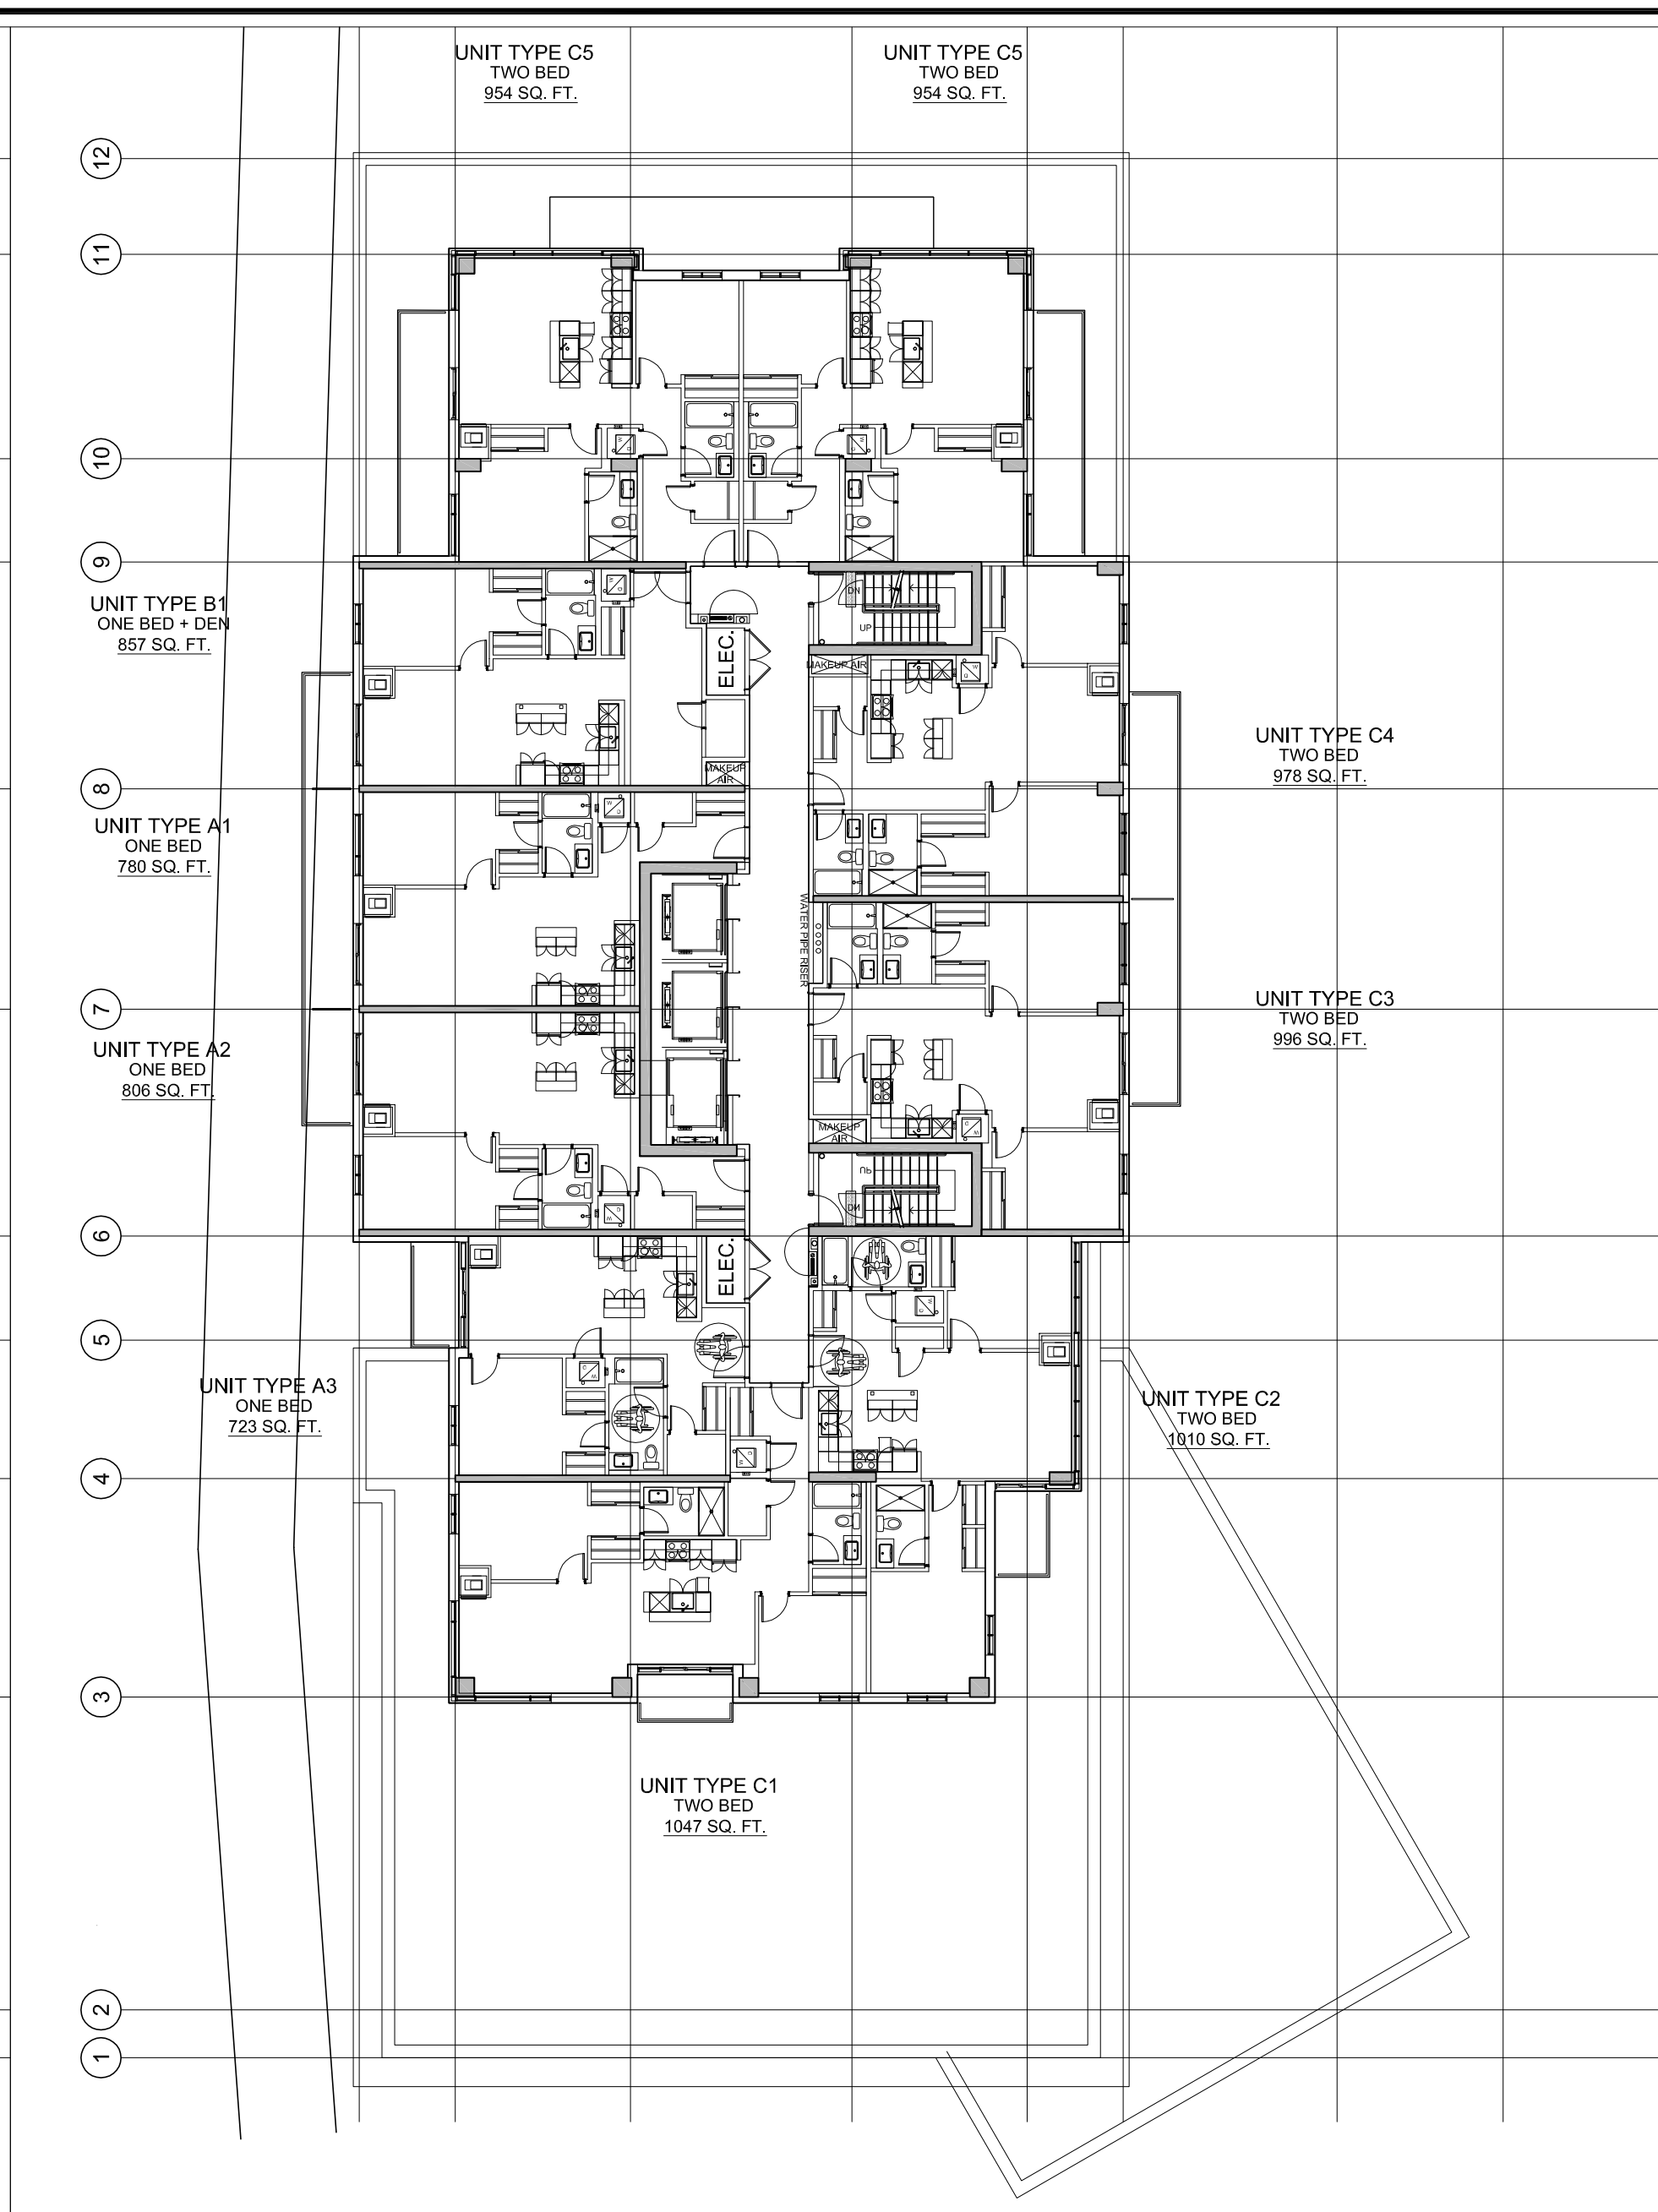 UNIT TYPE C5
TWO BED
954 SQ. FT.
UNIT TYPE C5
TWO BED
954 SQ. FT.
12
11
10
9
UNIT TYPE B1
ONE BED + DEN
857 SQ. FT.
DN
UP
ELEC.
MAKEUP AIR
UNIT TYPE C4
TWO BED
978 SQ. FT.
MAKEUP
AIR
8
UNIT TYPE A1
ONE BED
780 SQ. FT.
WATER PIPE RISER
7
UNIT TYPE C3
TWO BED
996 SQ. FT.
UNIT TYPE A2
ONE BED
806 SQ. FT.
MAKEUP
AIR
UP
DN
6
ELEC.
5
UNIT TYPE A3
ONE BED
723 SQ. FT.
UNIT TYPE C2
TWO BED
1010 SQ. FT.
4
3
UNIT TYPE C1
TWO BED
1047 SQ. FT.
2
1